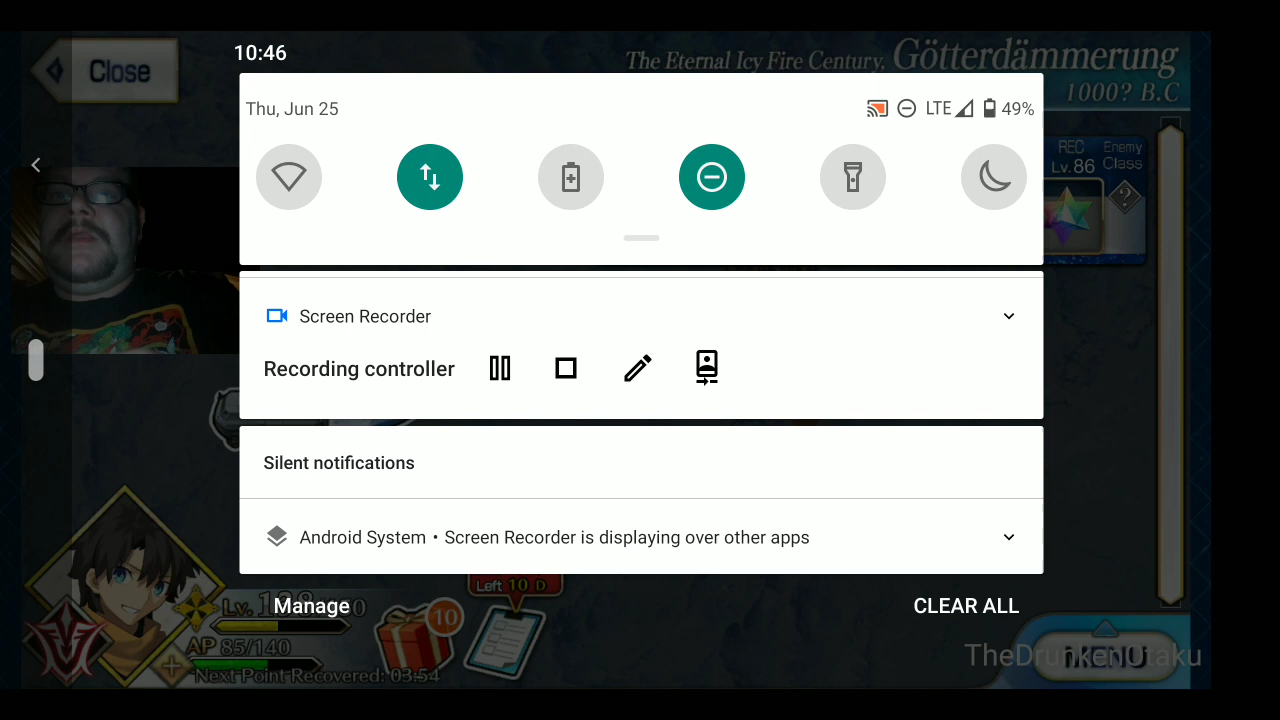 10:46
Close
The Eternal Icy Fire Century, Götterdämmerung
1000? B.C
Thu, Jun 25
LTE 49%
REC Enemy
Lv.86 Class
?
Screen Recorder
Recording controller
Silent notifications
Android System • Screen Recorder is displaying over other apps
Left 10 D
Manage
CLEAR ALL
Lv.
10
AP 85/140
MENU
TheDrunkenOtaku
Next Point Recovered: 03:54